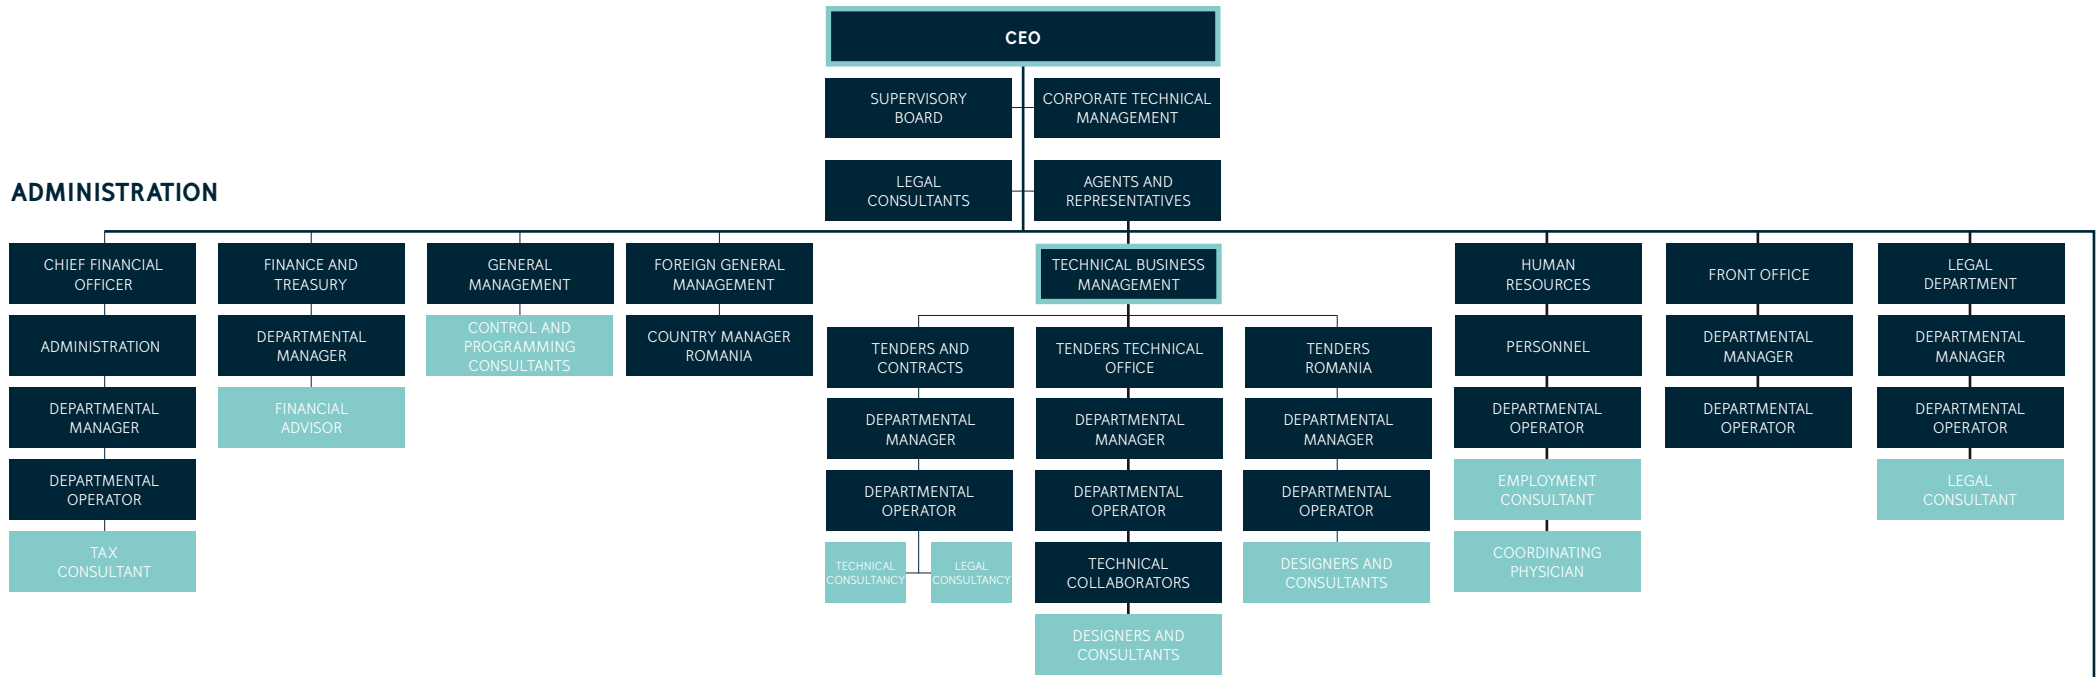 CEO
SUPERVISORY
BOARD
CORPORATE TECHNICAL
MANAGEMENT
LEGAL
CONSULTANTS
AGENTS AND
REPRESENTATIVES
ADMINISTRATION
CHIEF FINANCIAL
OFFICER
ADMINISTRATION
DEPARTMENTAL
MANAGER
DEPARTMENTAL
OPERATOR
TAX
CONSULTANT
FINANCE AND
TREASURY
DEPARTMENTAL
MANAGER
FINANCIAL
ADVISOR
GENERAL
MANAGEMENT
CONTROL AND
PROGRAMMING
CONSULTANTS
FOREIGN GENERAL
MANAGEMENT
COUNTRY MANAGER
ROMANIA
TECHNICAL BUSINESS
MANAGEMENT
TENDERS AND
CONTRACTS
DEPARTMENTAL
MANAGER
DEPARTMENTAL
OPERATOR
TECHNICAL
CONSULTANCY
LEGAL
CONSULTANCY
TENDERS TECHNICAL
OFFICE
DEPARTMENTAL
MANAGER
DEPARTMENTAL
OPERATOR
TECHNICAL
COLLABORATORS
DESIGNERS AND
CONSULTANTS
TENDERS
ROMANIA
DEPARTMENTAL
MANAGER
DEPARTMENTAL
OPERATOR
DESIGNERS AND
CONSULTANTS
HUMAN
RESOURCES
PERSONNEL
DEPARTMENTAL
OPERATOR
EMPLOYMENT
CONSULTANT
COORDINATING
PHYSICIAN
FRONT OFFICE
DEPARTMENTAL
MANAGER
DEPARTMENTAL
OPERATOR
LEGAL
DEPARTMENT
DEPARTMENTAL
MANAGER
DEPARTMENTAL
OPERATOR
LEGAL
CONSULTANT